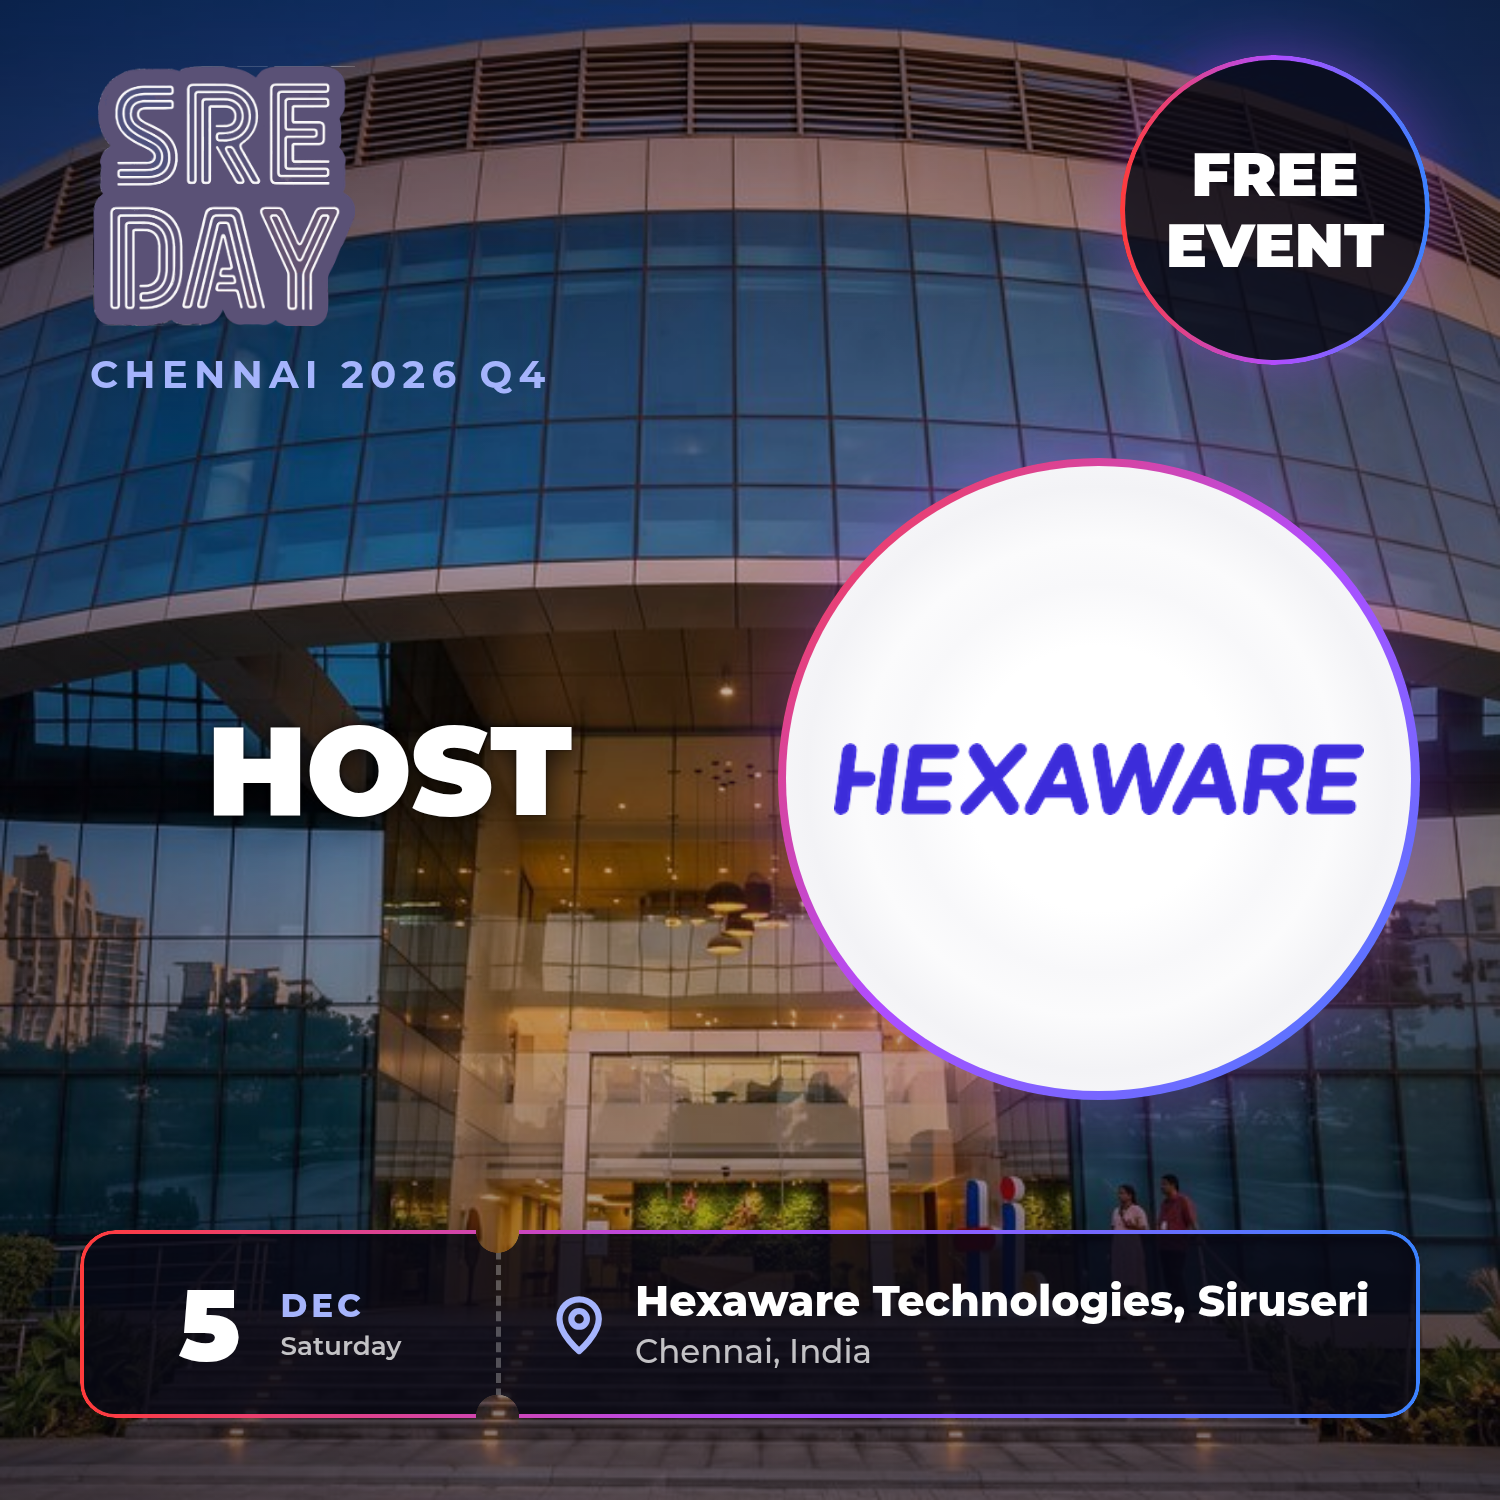 SRE
DAY
CHENNAI 2026 Q4
FREE
EVENT
HOST
HEXAWARE
5
DEC
Saturday
Hexaware Technologies, Siruseri
Chennai, India